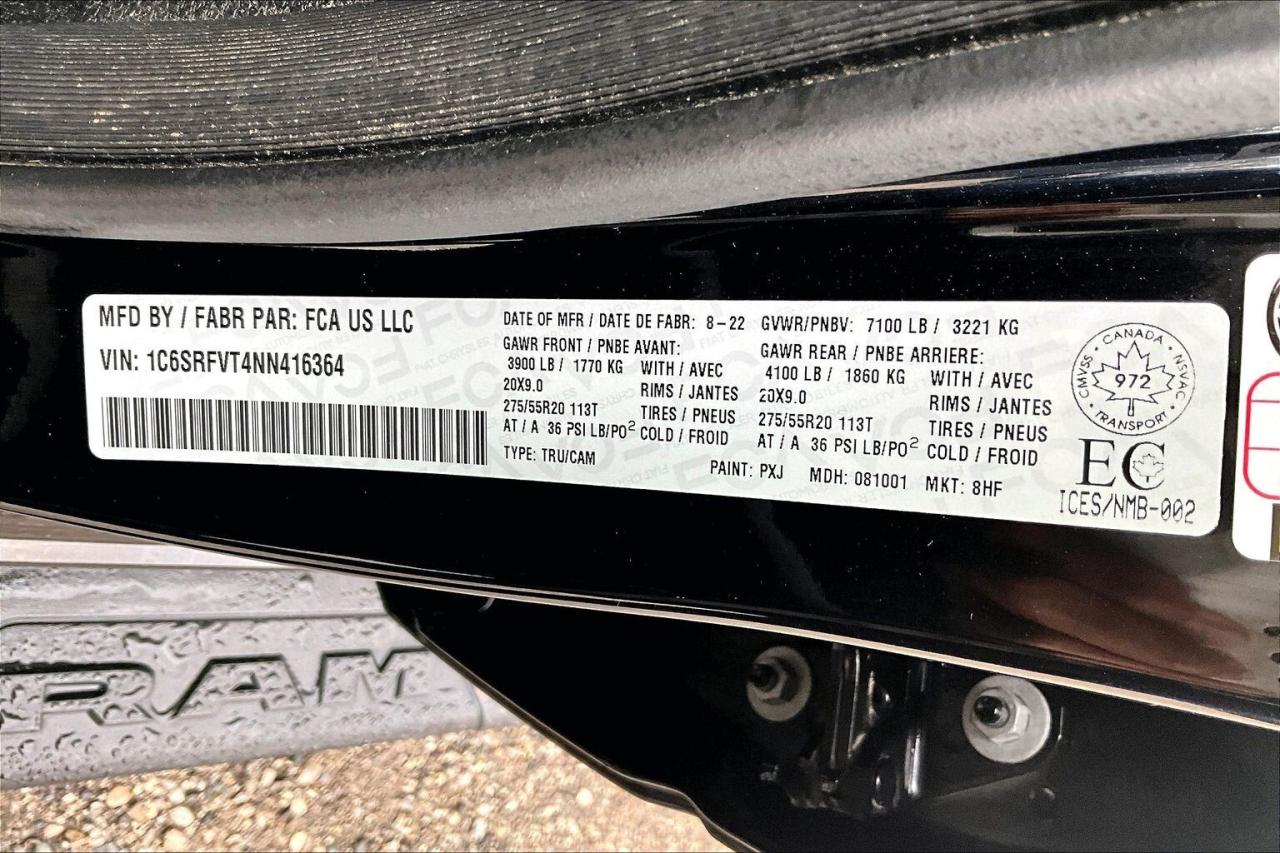 MFD BY / FABR PAR: FCA US LLC
VIN: 1C6SRFVT4NN416364
DATE OF MFR / DATE DE FABR: 8-22
GAWR FRONT / PNBE AVANT:
3900 LB / 1770 KG WITH / AVEC
20X9.0 RIMS / JANTES
275/55R20 113T TIRES / PNEUS
AT / A 36 PSI LB/PO² COLD / FROID
TYPE: TRU/CAM
GVWR/PNBV: 7100 LB / 3221 KG
GAWR REAR / PNBE ARRIERE:
4100 LB / 1860 KG WITH / AVEC
20X9.0 RIMS / JANTES
275/55R20 113T TIRES / PNEUS
AT / A 36 PSI LB/PO² COLD / FROID
PAINT: PXJ MDH: 081001 MKT: 8HF
CANADA
CMVSS 972 NSVAC
TRANSPORT
EC
ICES/NMB-002
RAM